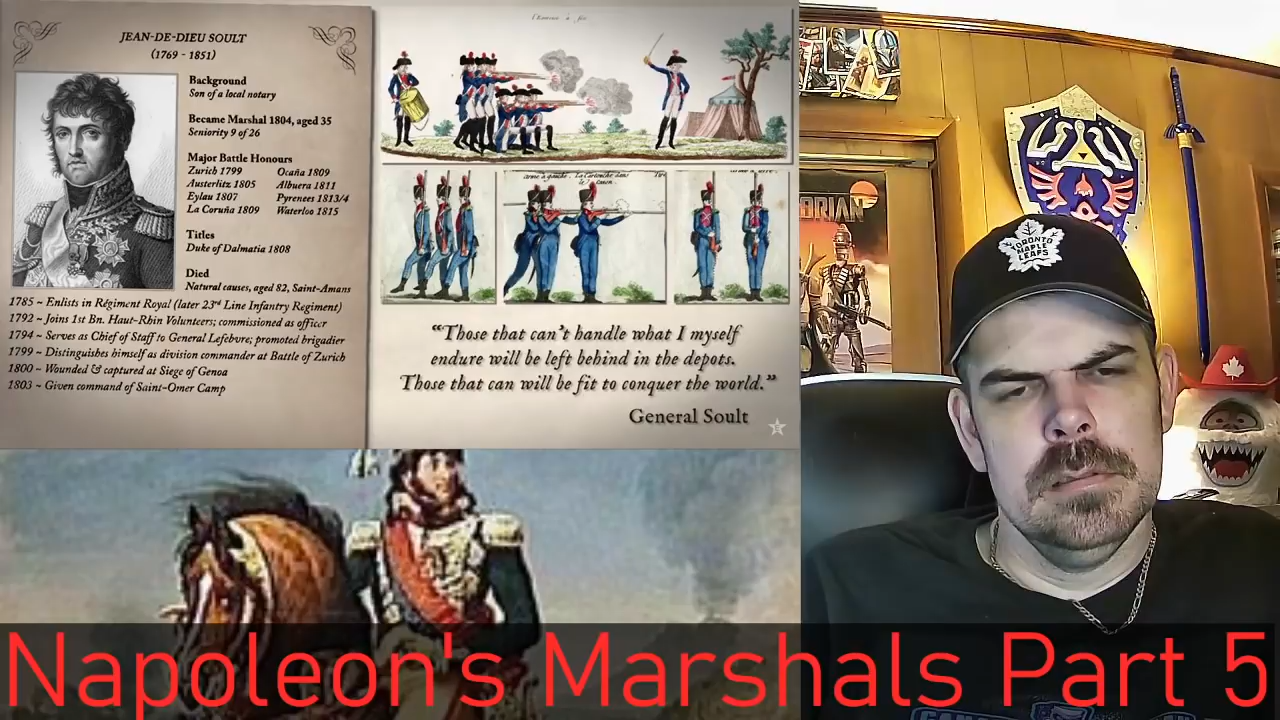 JEAN-DE-DIEU SOULT
(1769 - 1851)
Background
Son of a local notary
Became Marshal 1804, aged 35
Seniority 9 of 26
Major Battle Honours
Zurich 1799 Ocaña 1809
Austerlitz 1805 Albuera 1811
Eylau 1807 Pyrenees 1813/4
La Coruña 1809 Waterloo 1815
Titles
Duke of Dalmatia 1808
Died
Natural causes, aged 82, Saint-Amans
1785 ~ Enlists in Régiment Royal (later 23rd Line Infantry Regiment)
1792 ~ Joins 1st Bn. Haut-Rhin Volunteers; commissioned as officer
1794 ~ Serves as Chief of Staff to General Lefebvre; promoted brigadier
1799 ~ Distinguishes himself as division commander at Battle of Zurich
1800 ~ Wounded & captured at Siege of Genoa
1803 ~ Given command of Saint-Omer Camp
“Those that can’t handle what I myself
endure will be left behind in the depots.
Those that can will be fit to conquer the world.”
General Soult
ORIAN
TORONTO
MAPLE
LEAFS
Napoleon's Marshals Part 5